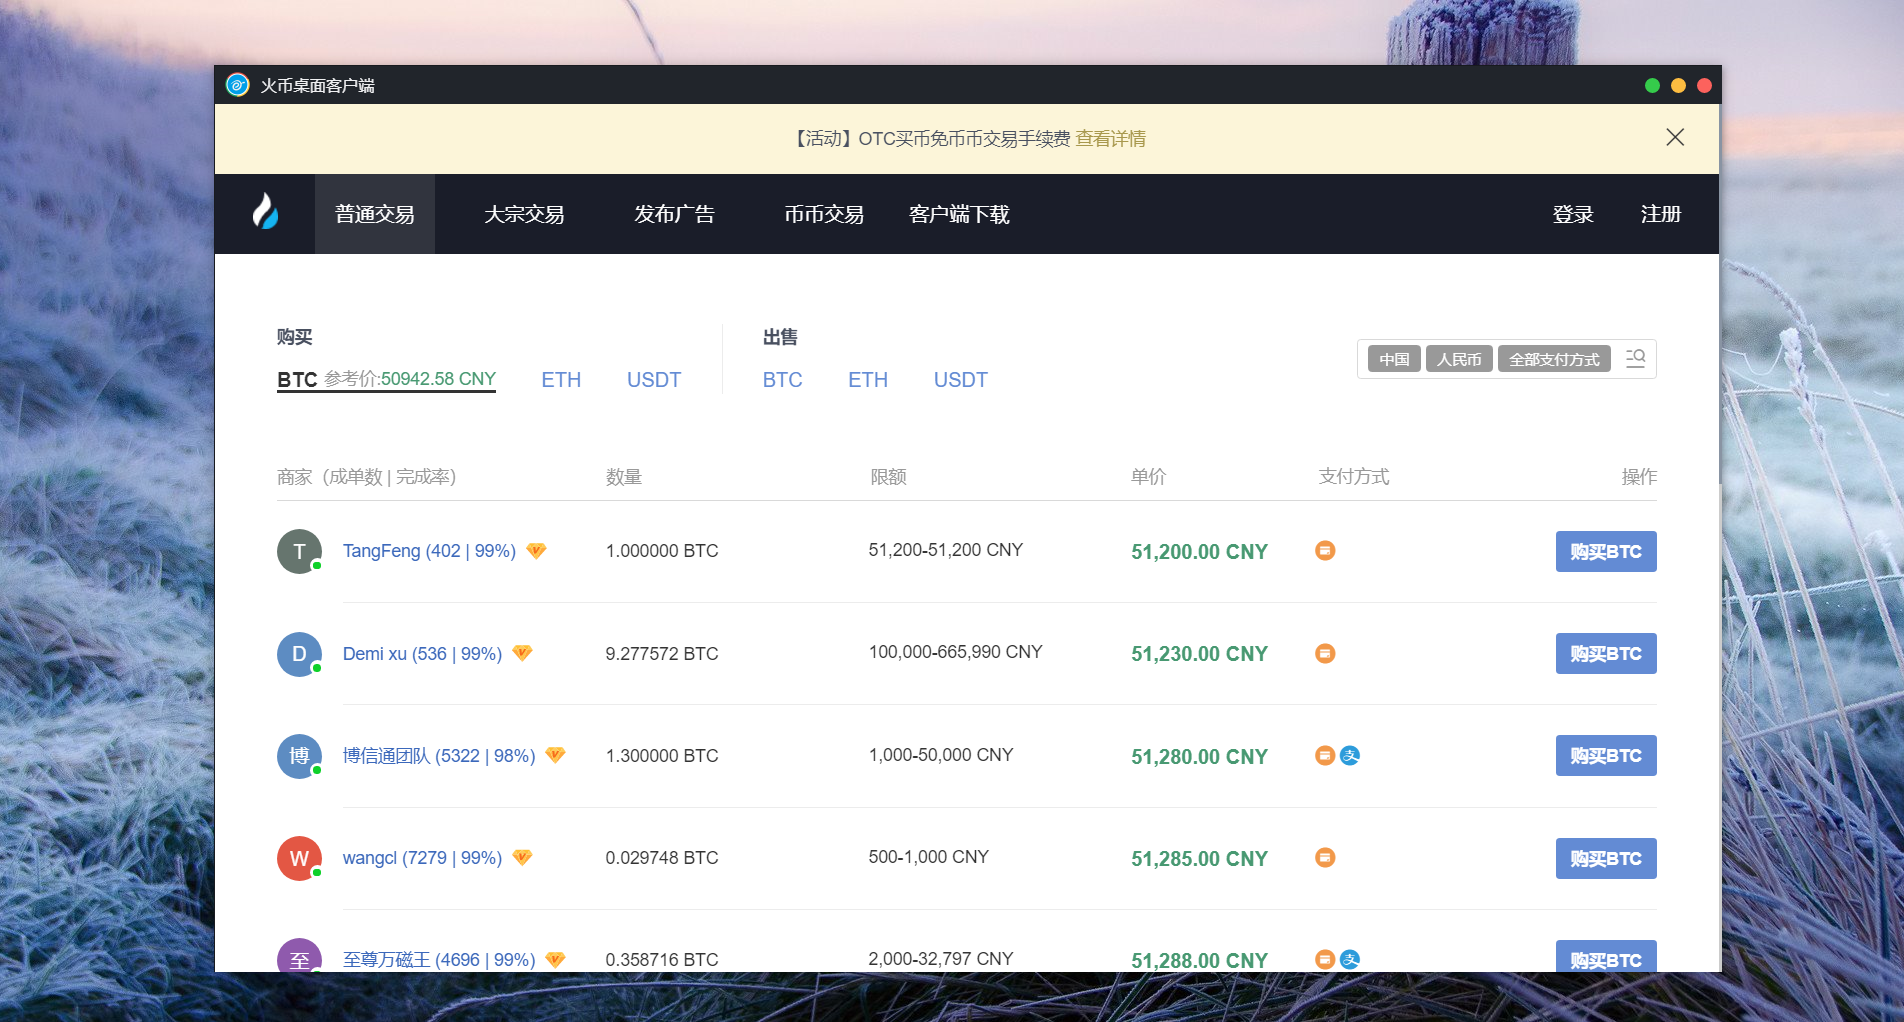 火币桌面客户端
【活动】OTC买币免币币交易手续费 查看详情
普通交易 大宗交易 发布广告 币币交易 客户端下载 登录 注册
购买 出售
BTC 参考价:50942.58 CNY ETH USDT BTC ETH USDT 中国 人民币 全部支付方式
商家（成单数 | 完成率） 数量 限额 单价 支付方式 操作
T TangFeng (402 | 99%) V 1.000000 BTC 51,200-51,200 CNY 51,200.00 CNY 购买BTC
D Demi xu (536 | 99%) V 9.277572 BTC 100,000-665,990 CNY 51,230.00 CNY 购买BTC
博 博信通团队 (5322 | 98%) V 1.300000 BTC 1,000-50,000 CNY 51,280.00 CNY 支 购买BTC
W wangcl (7279 | 99%) V 0.029748 BTC 500-1,000 CNY 51,285.00 CNY 购买BTC
至 至尊万磁王 (4696 | 99%) V 0.358716 BTC 2,000-32,797 CNY 51,288.00 CNY 支 购买BTC